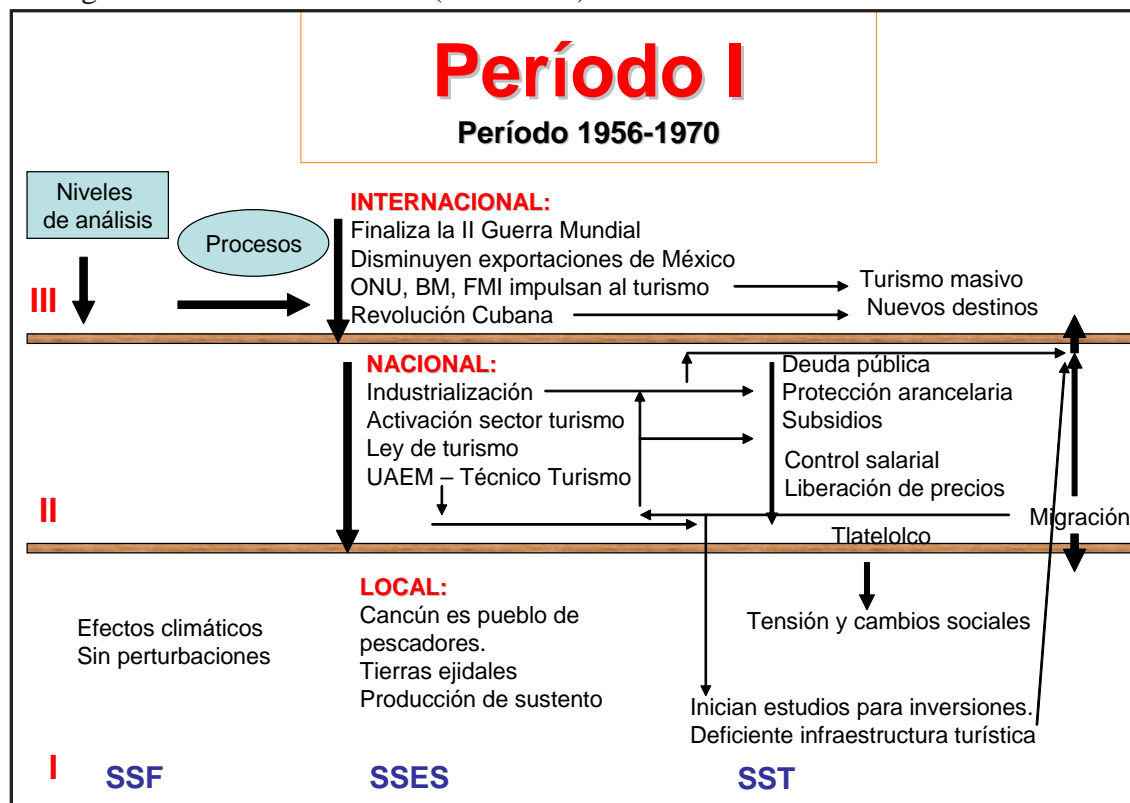 Período I
Período 1956-1970
Niveles
de análisis
Procesos
INTERNACIONAL:
Finaliza la II Guerra Mundial
Disminuyen exportaciones de México
ONU, BM, FMI impulsan al turismo
Revolución Cubana
Turismo masivo
Nuevos destinos
III
NACIONAL:
Industrialización
Activación sector turismo
Ley de turismo
UAEM – Técnico Turismo
Deuda pública
Protección arancelaria
Subsidios
Control salarial
Liberación de precios
II
Migración
Tlatelolco
LOCAL:
Cancún es pueblo de
pescadores.
Tierras ejidales
Producción de sustento
Efectos climáticos
Sin perturbaciones
Tensión y cambios sociales
Inician estudios para inversiones.
Deficiente infraestructura turística
I
SSF
SSES
SST